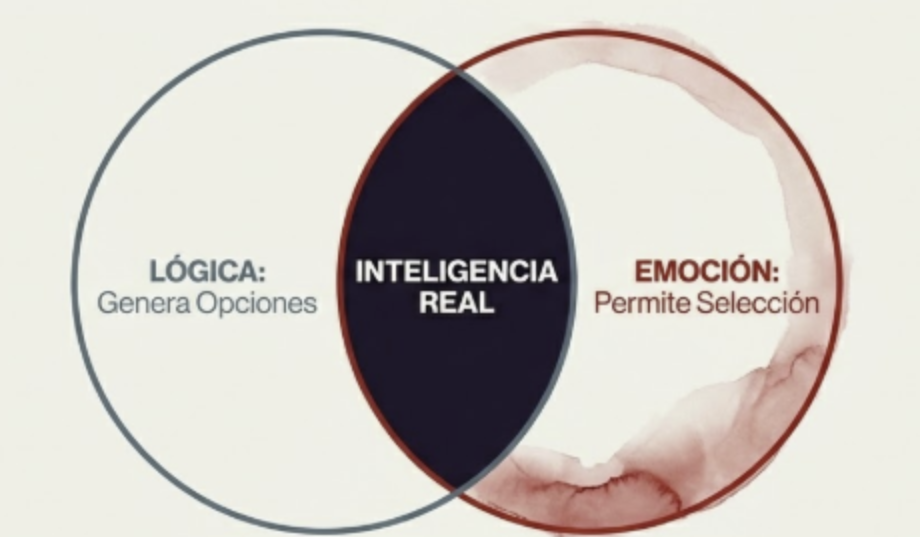 LÓGICA:
Genera Opciones
INTELIGENCIA
REAL
EMOCIÓN:
Permite Selección